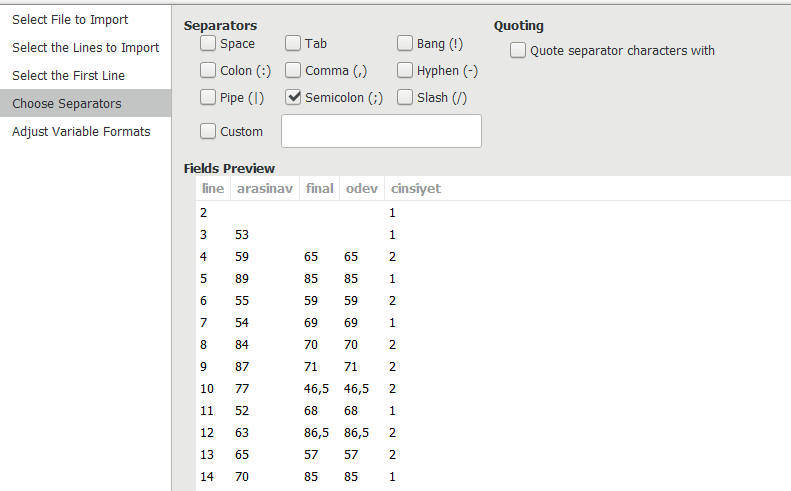 Select File to Import
Select the Lines to Import
Select the First Line
Choose Separators
Adjust Variable Formats
Separators
Space Tab Bang (!)
Colon (:) Comma (,) Hyphen (-)
Pipe (|) Semicolon (;) Slash (/)
Custom
Quoting
Quote separator characters with
Fields Preview
line arasinav final odev cinsiyet
2 1
3 53 1
4 59 65 65 2
5 89 85 85 1
6 55 59 59 2
7 54 69 69 1
8 84 70 70 2
9 87 71 71 2
10 77 46,5 46,5 2
11 52 68 68 1
12 63 86,5 86,5 2
13 65 57 57 2
14 70 85 85 1